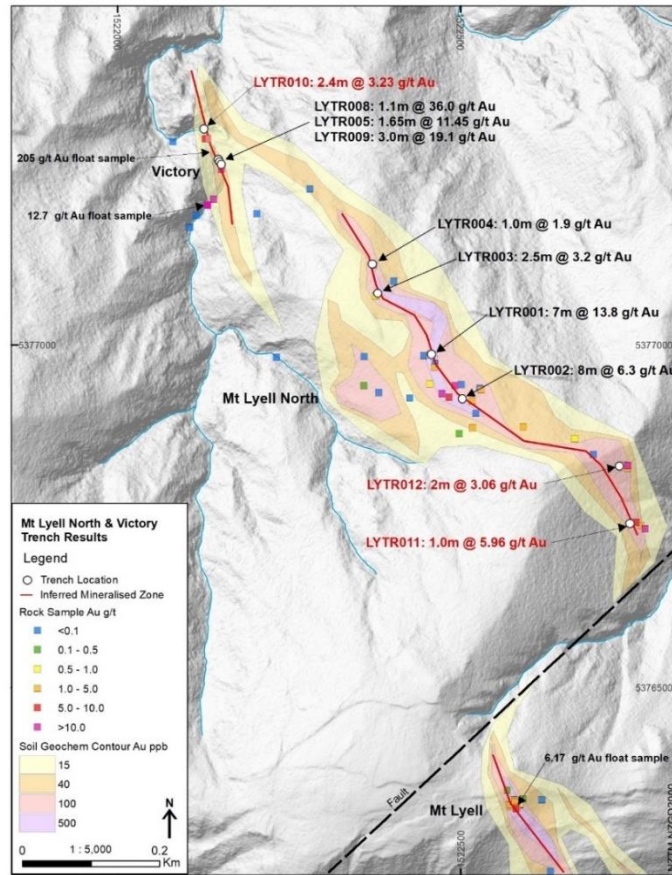 1522000
1522500
LYTR010: 2.4m @ 3.23 g/t Au
LYTR008: 1.1m @ 36.0 g/t Au
LYTR005: 1.65m @ 11.45 g/t Au
LYTR009: 3.0m @ 19.1 g/t Au
205 g/t Au float sample
Victory
12.7 g/t Au float sample
LYTR004: 1.0m @ 1.9 g/t Au
LYTR003: 2.5m @ 3.2 g/t Au
LYTR001: 7m @ 13.8 g/t Au
5377000
5377000
LYTR002: 8m @ 6.3 g/t Au
Mt Lyell North
LYTR012: 2m @ 3.06 g/t Au
LYTR011: 1.0m @ 5.96 g/t Au
Mt Lyell North & Victory
Trench Results
Legend
Trench Location
Inferred Mineralised Zone
Rock Sample Au g/t
<0.1
0.1 - 0.5
0.5 - 1.0
1.0 - 5.0
5.0 - 10.0
>10.0
Soil Geochem Contour Au ppb
15
40
100
500
N
0 1 : 5,000 0.2
Km
5376500
6.17 g/t Au float sample
Fault
Mt Lyell
1522500